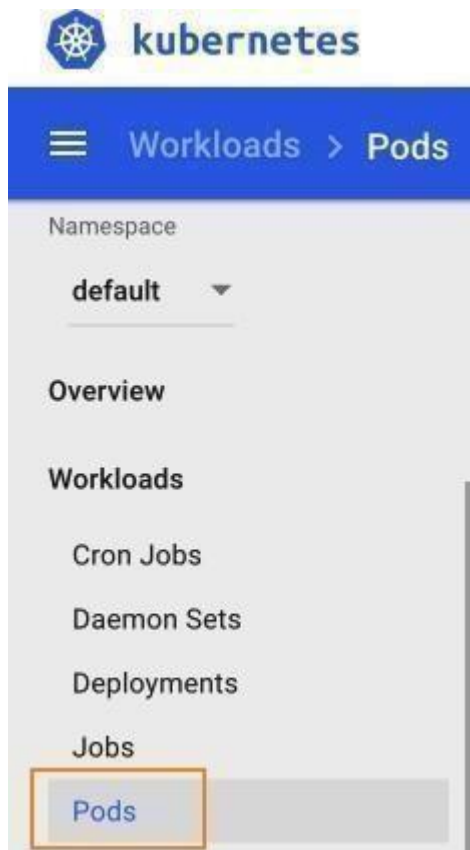 kubernetes
Workloads > Pods
Namespace
default
Overview
Workloads
Cron Jobs
Daemon Sets
Deployments
Jobs
Pods